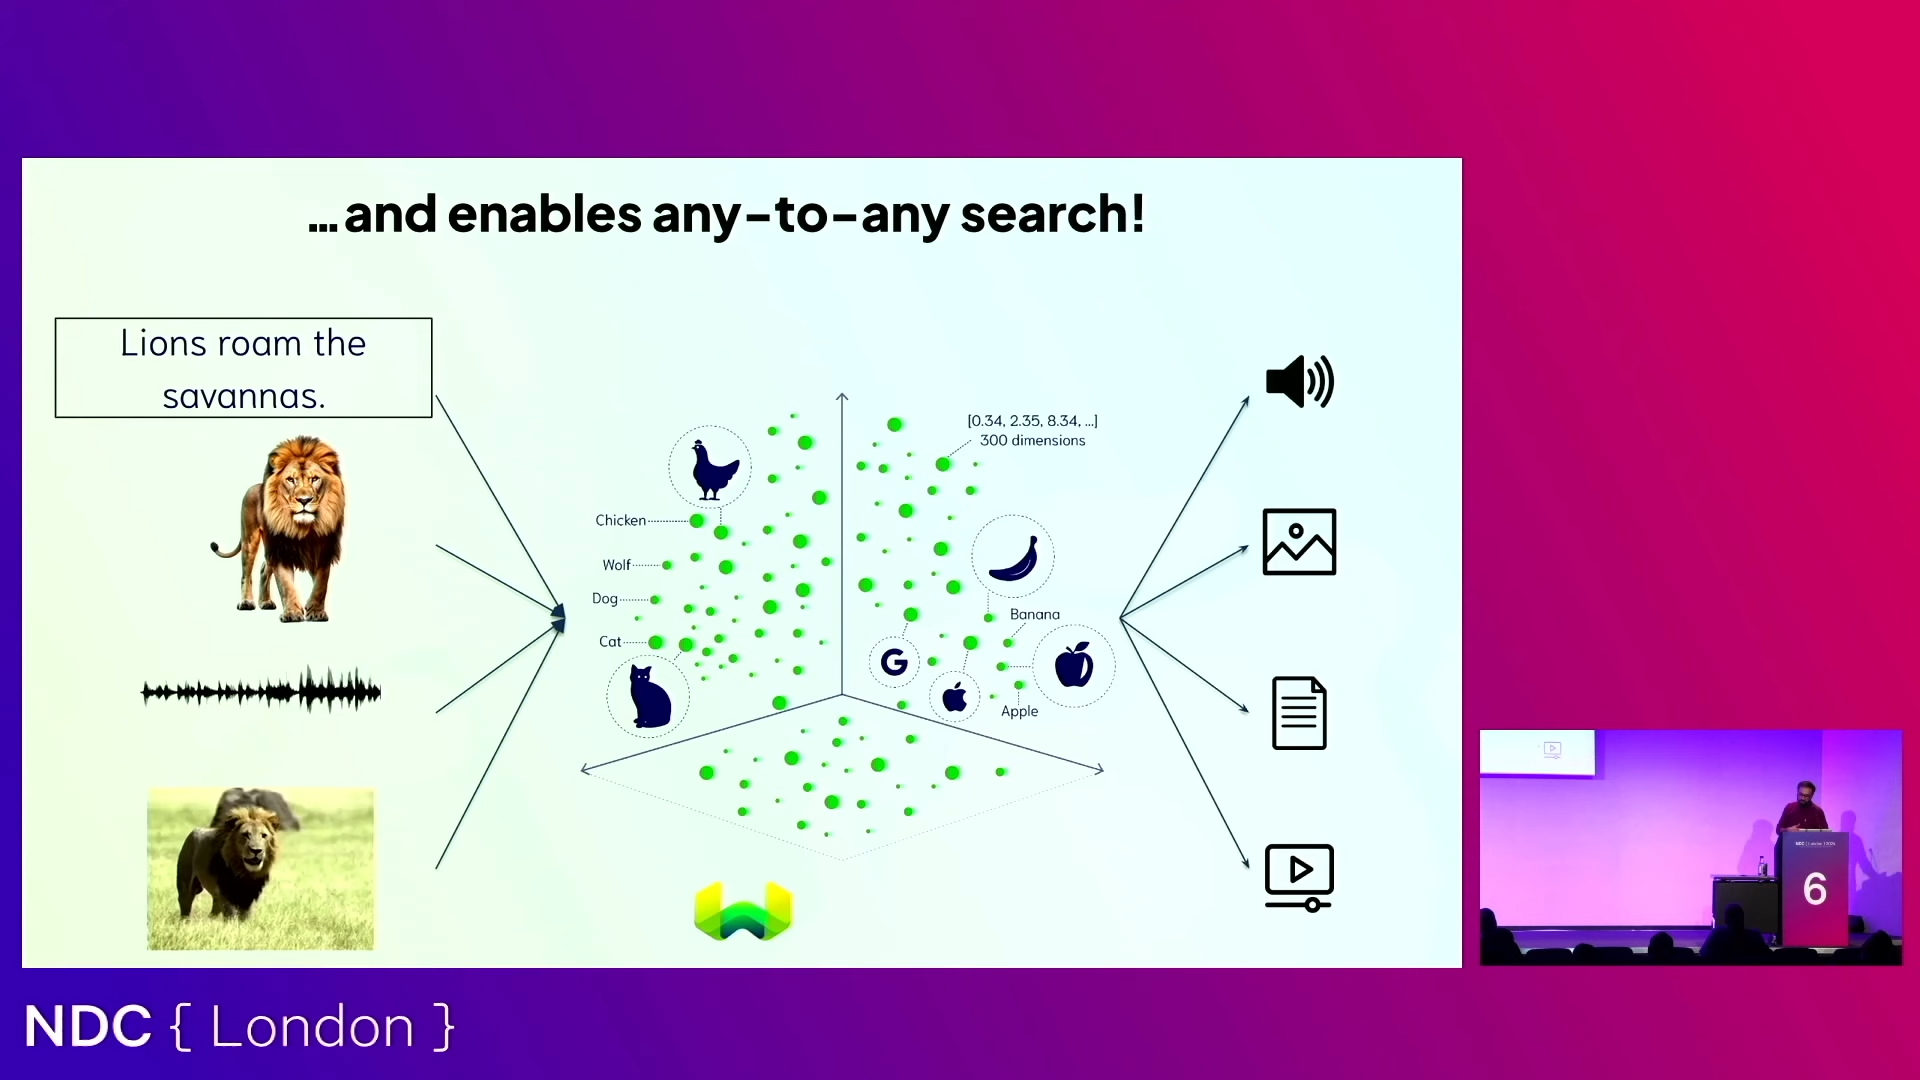 ...and enables any-to-any search!
Lions roam the
savannas.
[0.34, 2.35, 8.34, ...]
300 dimensions
Chicken
Wolf
Dog
Cat
G
Banana
Apple
6
NDC { London }